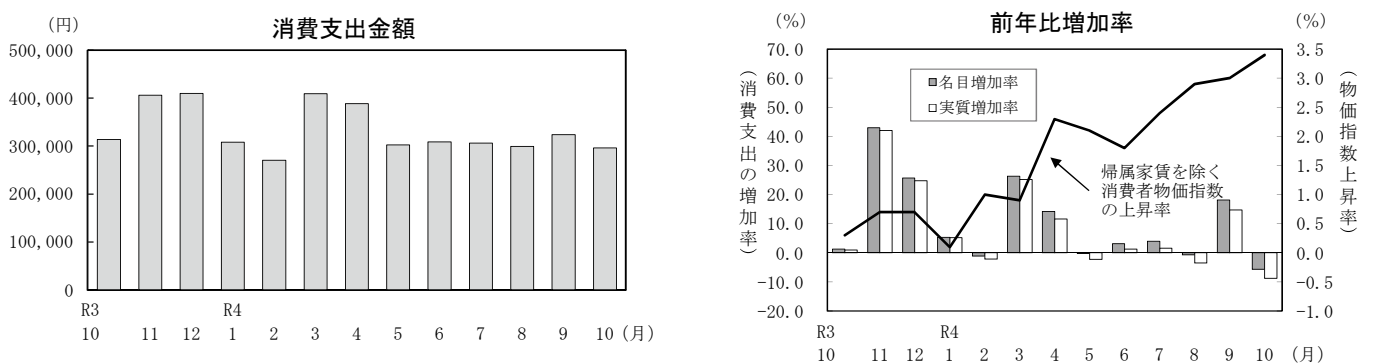 消費支出金額
(円)
500,000
400,000
300,000
200,000
100,000
0
R3
R4
10 11 12 1 2 3 4 5 6 7 8 9 10 (月)
前年比増加率
(%)
(%)
70.0
60.0
50.0
40.0
30.0
20.0
10.0
0.0
-10.0
-20.0
(消費支出の増加率)
名目増加率
実質増加率
帰属家賃を除く
消費者物価指数
の上昇率
3.5
3.0
2.5
2.0
1.5
1.0
0.5
0.0
-0.5
-1.0
(物価指数上昇率)
R3
R4
10 11 12 1 2 3 4 5 6 7 8 9 10 (月)